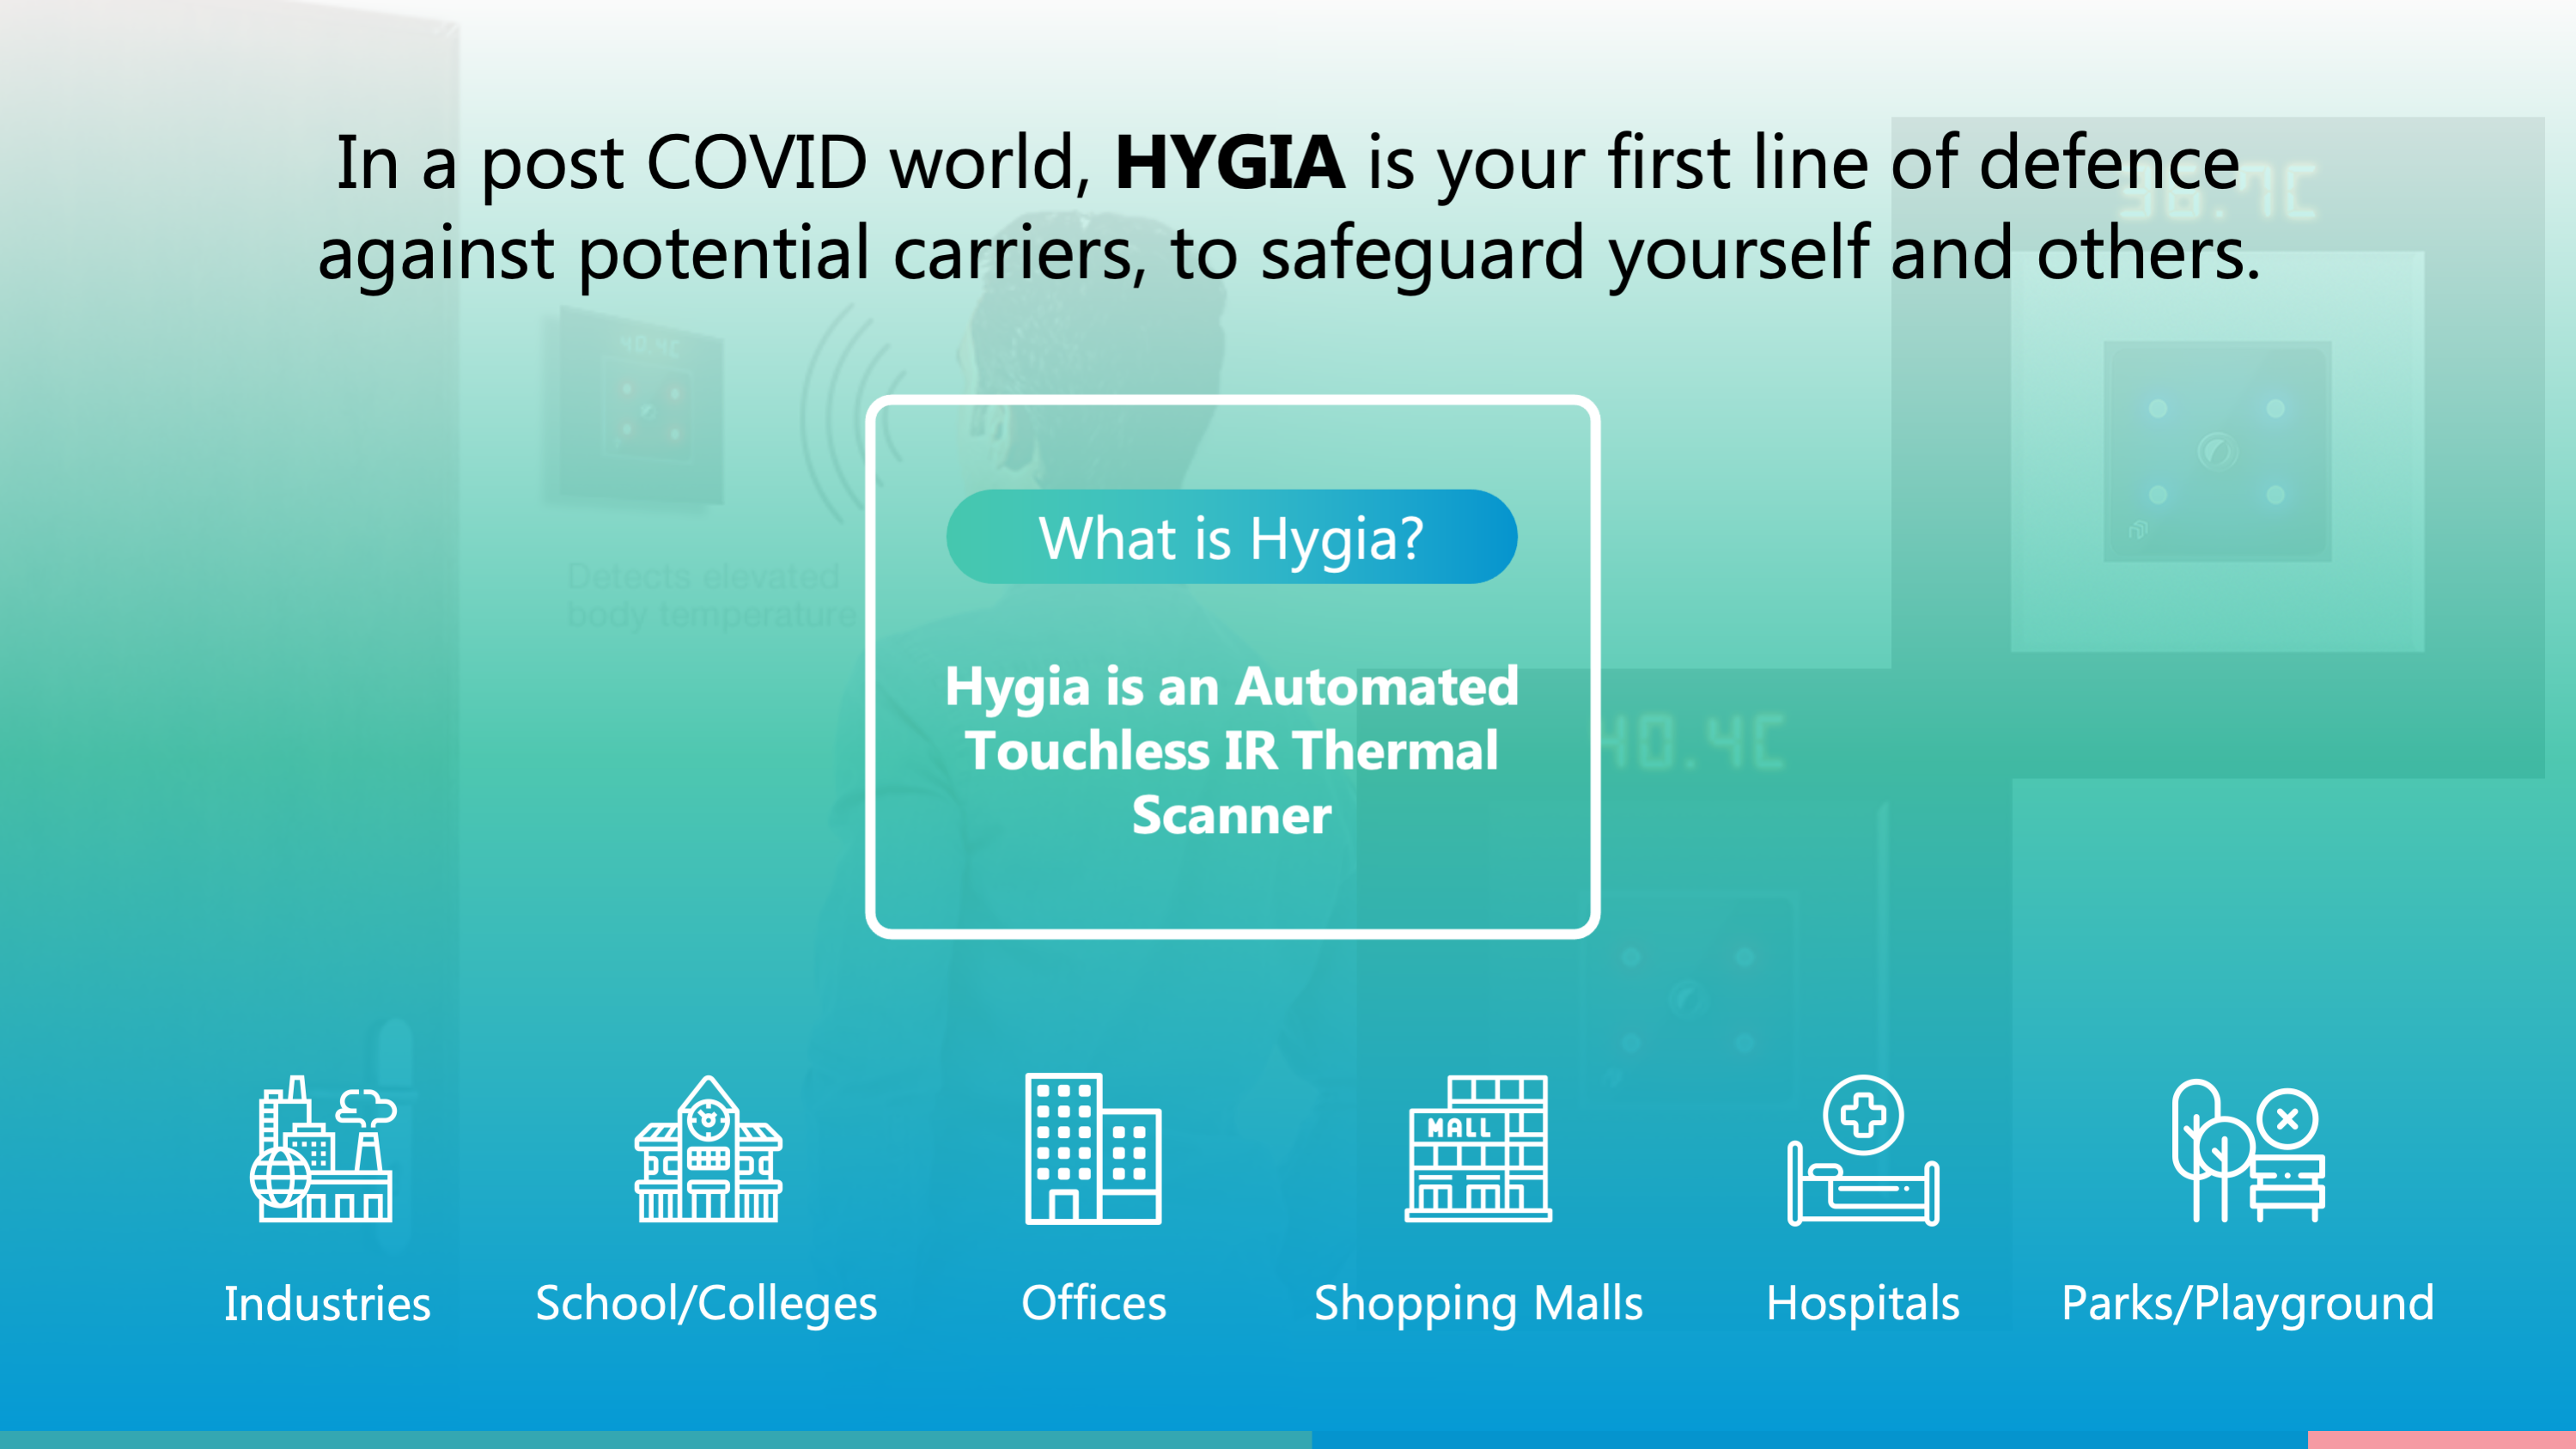 In a post COVID world, HYGIA is your first line of defence
against potential carriers, to safeguard yourself and others.
36.7C
40.4C
Detects elevated
body temperature
What is Hygia?
Hygia is an Automated
Touchless IR Thermal
Scanner
40.4C
MALL
Industries
School/Colleges
Offices
Shopping Malls
Hospitals
Parks/Playground